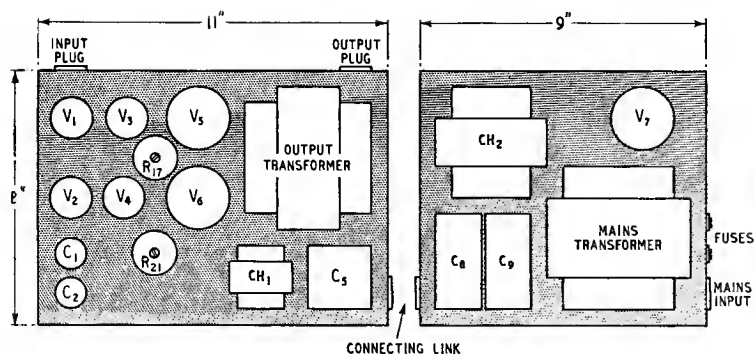 11"
9"
INPUT
PLUG
OUTPUT
PLUG
V1
V3
V5
OUTPUT
TRANSFORMER
R17
V2
V4
V6
8"
C1
R21
C2
CH1
C5
CH2
V7
MAINS
TRANSFORMER
C8
C9
FUSES
MAINS
INPUT
CONNECTING LINK